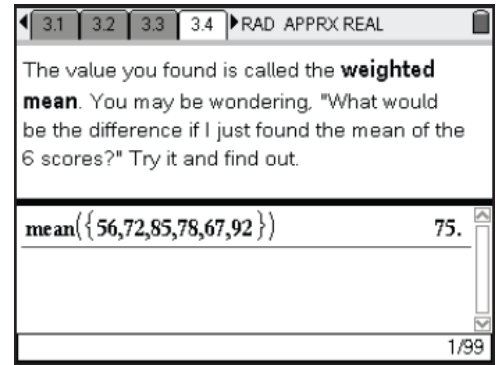 3.1 3.2 3.3 3.4 RAD APPRX REAL
The value you found is called the weighted
mean. You may be wondering, "What would
be the difference if I just found the mean of the
6 scores?" Try it and find out.
mean({56,72,85,78,67,92}) 75.
1/99